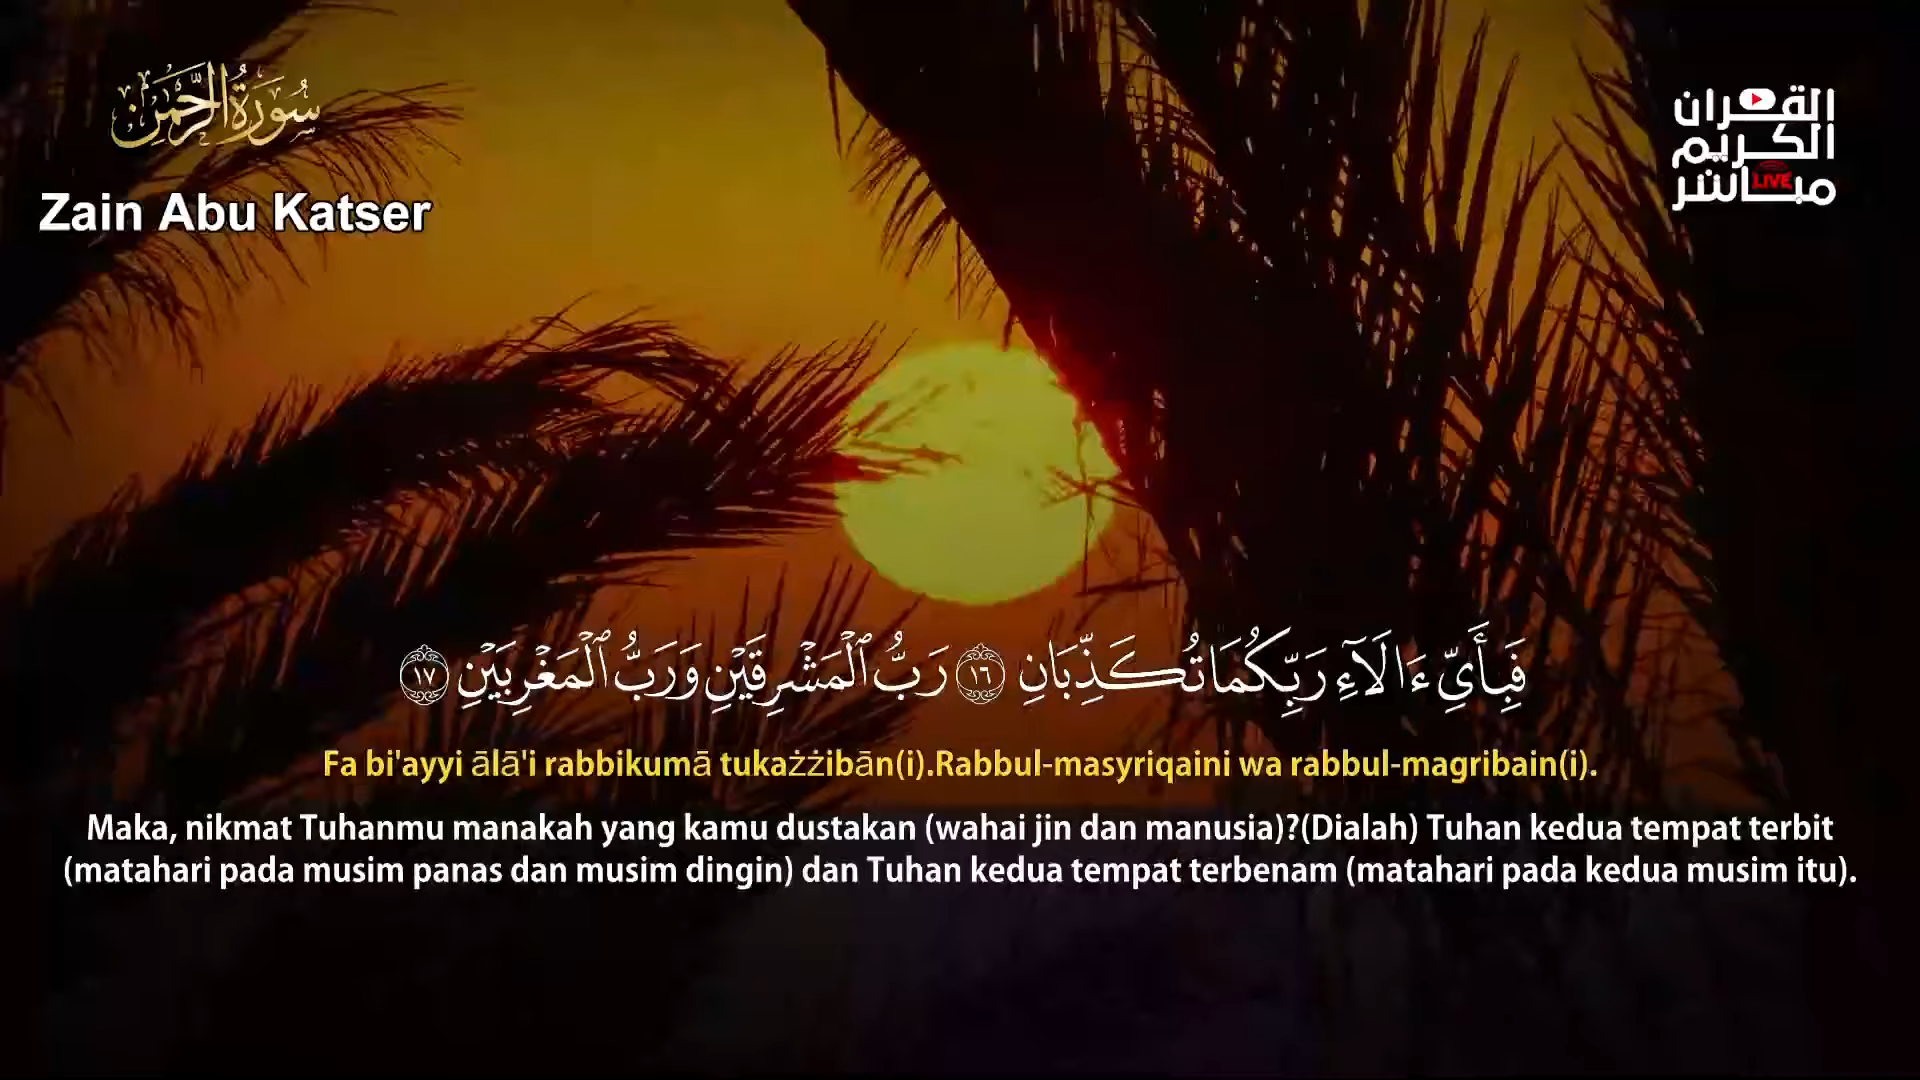 سُورَةُ الرَّحْمَٰن
Zain Abu Katser
القران
الكريم
مباشر
LIVE
فَبِأَيِّ ءَالَآءِ رَبِّكُمَا تُكَذِّبَانِ ١٦ رَبُّ ٱلْمَشْرِقَيْنِ وَرَبُّ ٱلْمَغْرِبَيْنِ ١٧
Fa bi'ayyi ālā'i rabbikumā tukażżibān(i).Rabbul-masyriqaini wa rabbul-magribain(i).
Maka, nikmat Tuhanmu manakah yang kamu dustakan (wahai jin dan manusia)?(Dialah) Tuhan kedua tempat terbit
(matahari pada musim panas dan musim dingin) dan Tuhan kedua tempat terbenam (matahari pada kedua musim itu).